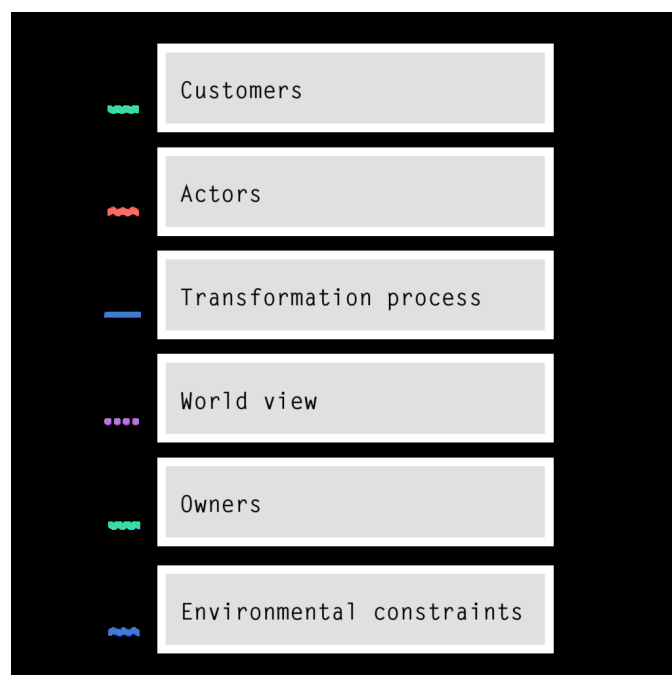 Customers
Actors
Transformation process
World view
Owners
Environmental constraints